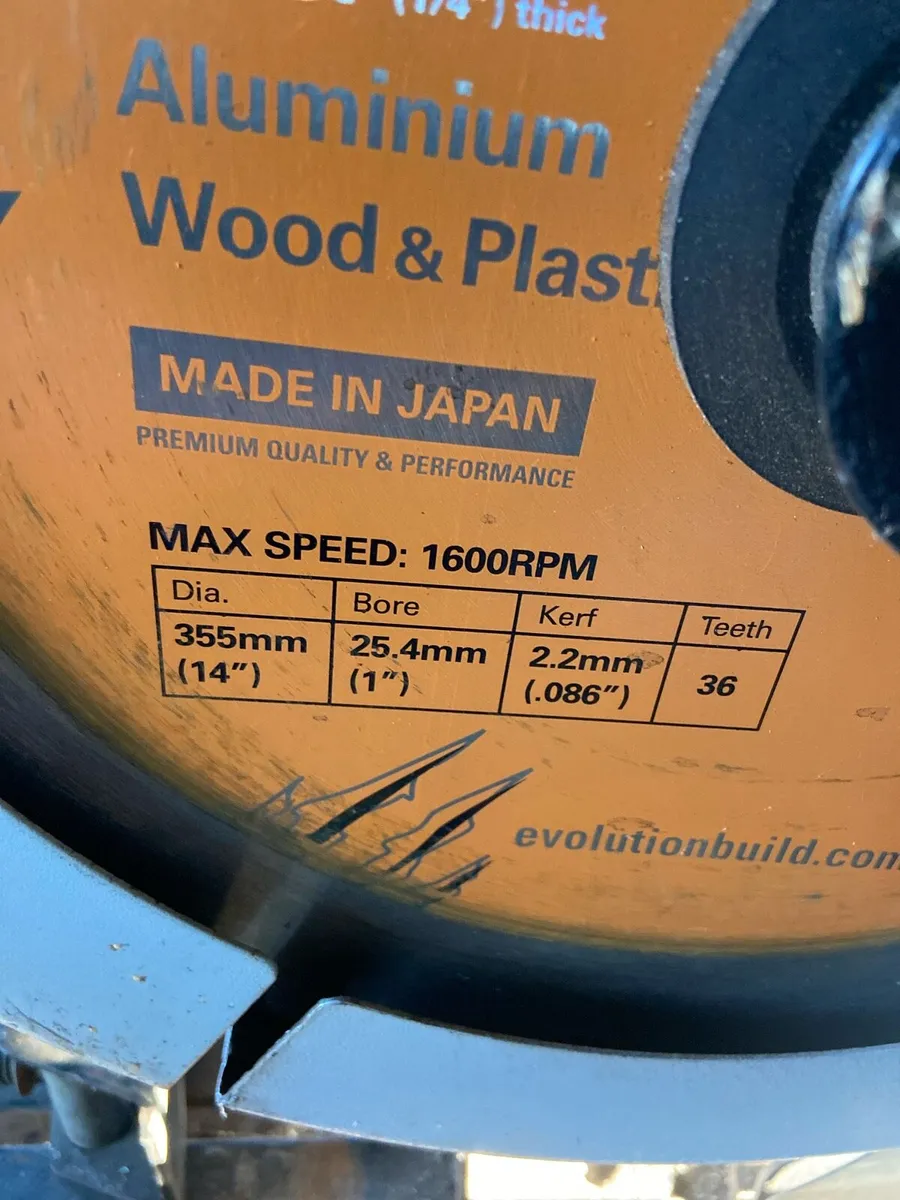 (1/4") thick
Aluminium
Wood & Plasti
MADE IN JAPAN
PREMIUM QUALITY & PERFORMANCE
MAX SPEED: 1600RPM
Dia. Bore Kerf Teeth
355mm 25.4mm 2.2mm 36
(14") (1") (.086")
evolutionbuild.com